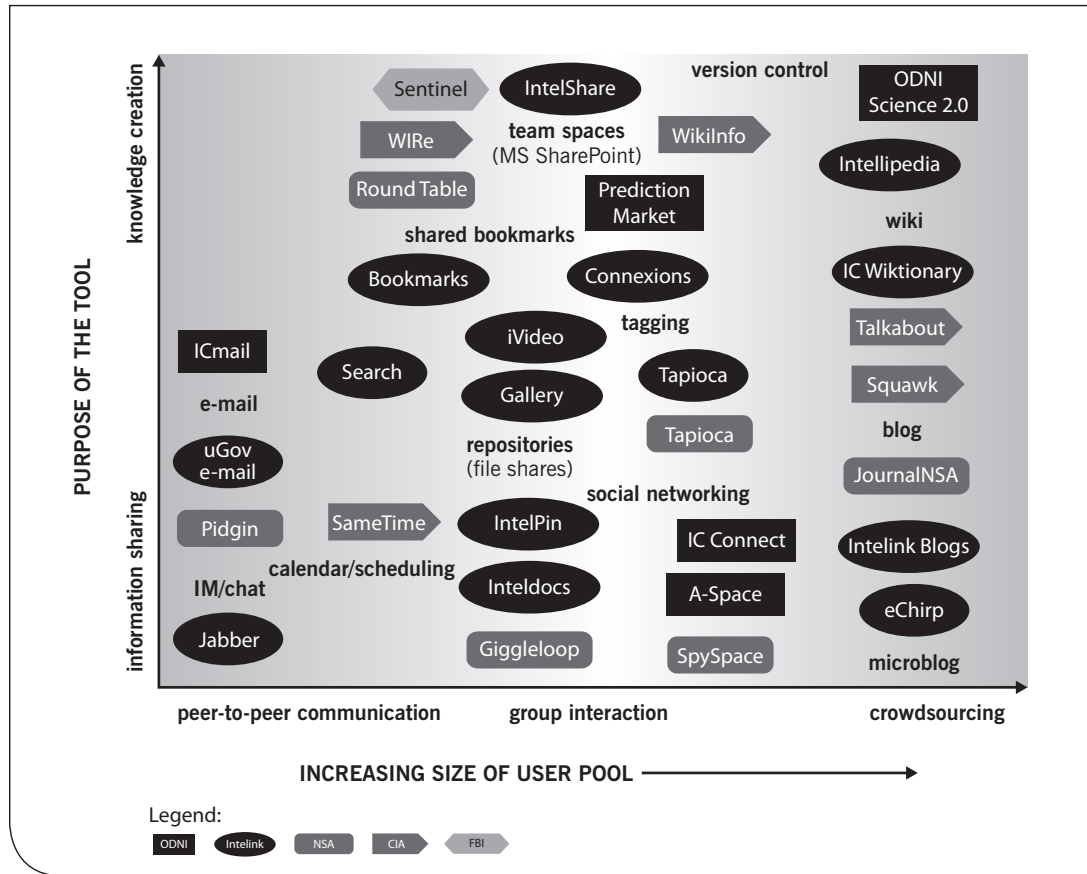 PURPOSE OF THE TOOL
knowledge creation
information sharing
version control
Sentinel
IntelShare
ODNI
Science 2.0
team spaces
(MS SharePoint)
WIRe
WikiInfo
Intellipedia
Round Table
Prediction
Market
wiki
shared bookmarks
Bookmarks
Connexions
IC Wiktionary
tagging
iVideo
Talkabout
ICmail
Search
Tapioca
Squawk
Gallery
e-mail
Tapioca
blog
repositories
(file shares)
uGov
e-mail
JournalNSA
social networking
Pidgin
SameTime
IntelPin
IC Connect
Intelink Blogs
calendar/scheduling
IM/chat
Inteldocs
A-Space
eChirp
Jabber
Giggleloop
SpySpace
microblog
peer-to-peer communication
group interaction
crowdsourcing
INCREASING SIZE OF USER POOL
Legend:
ODNI
Intelink
NSA
CIA
FBI